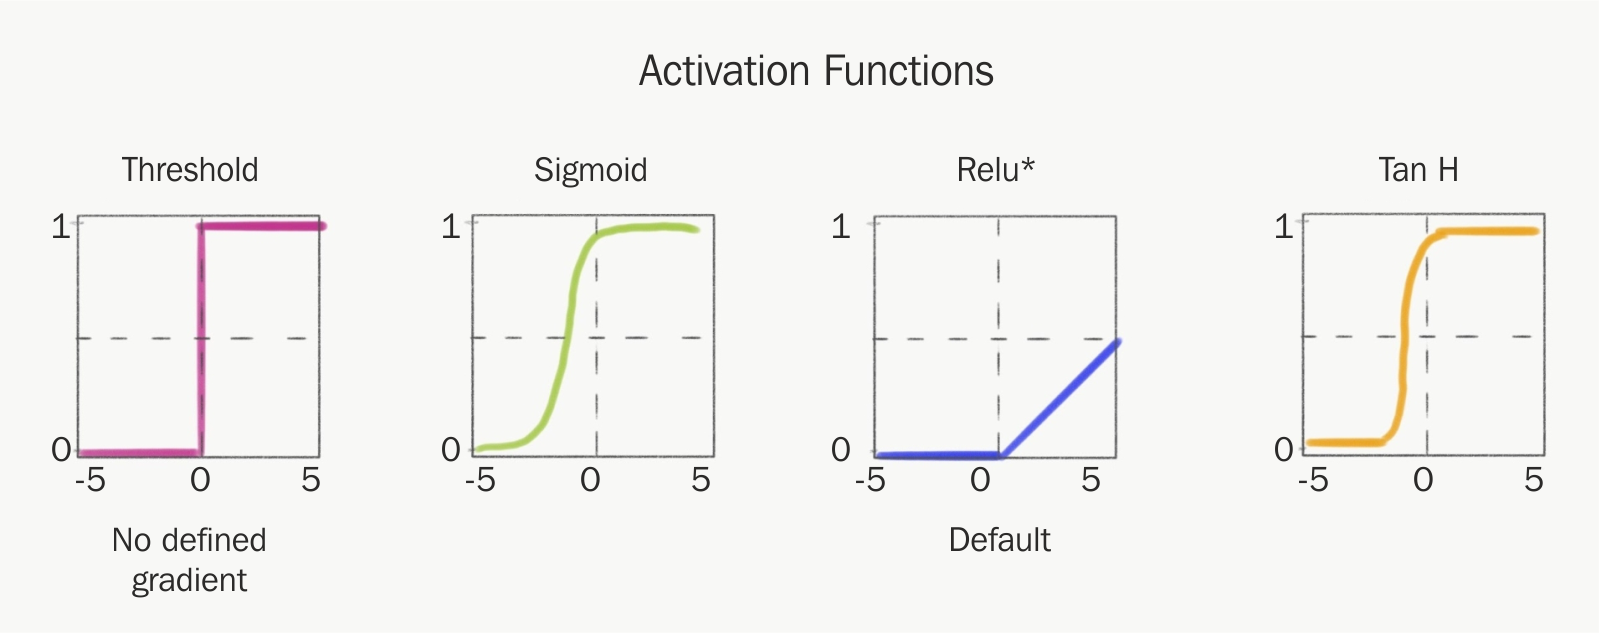 Activation Functions
Threshold
1
0
-5 0 5
No defined
gradient
Sigmoid
1
0
-5 0 5
Relu*
1
0
-5 0 5
Default
Tan H
1
0
-5 0 5